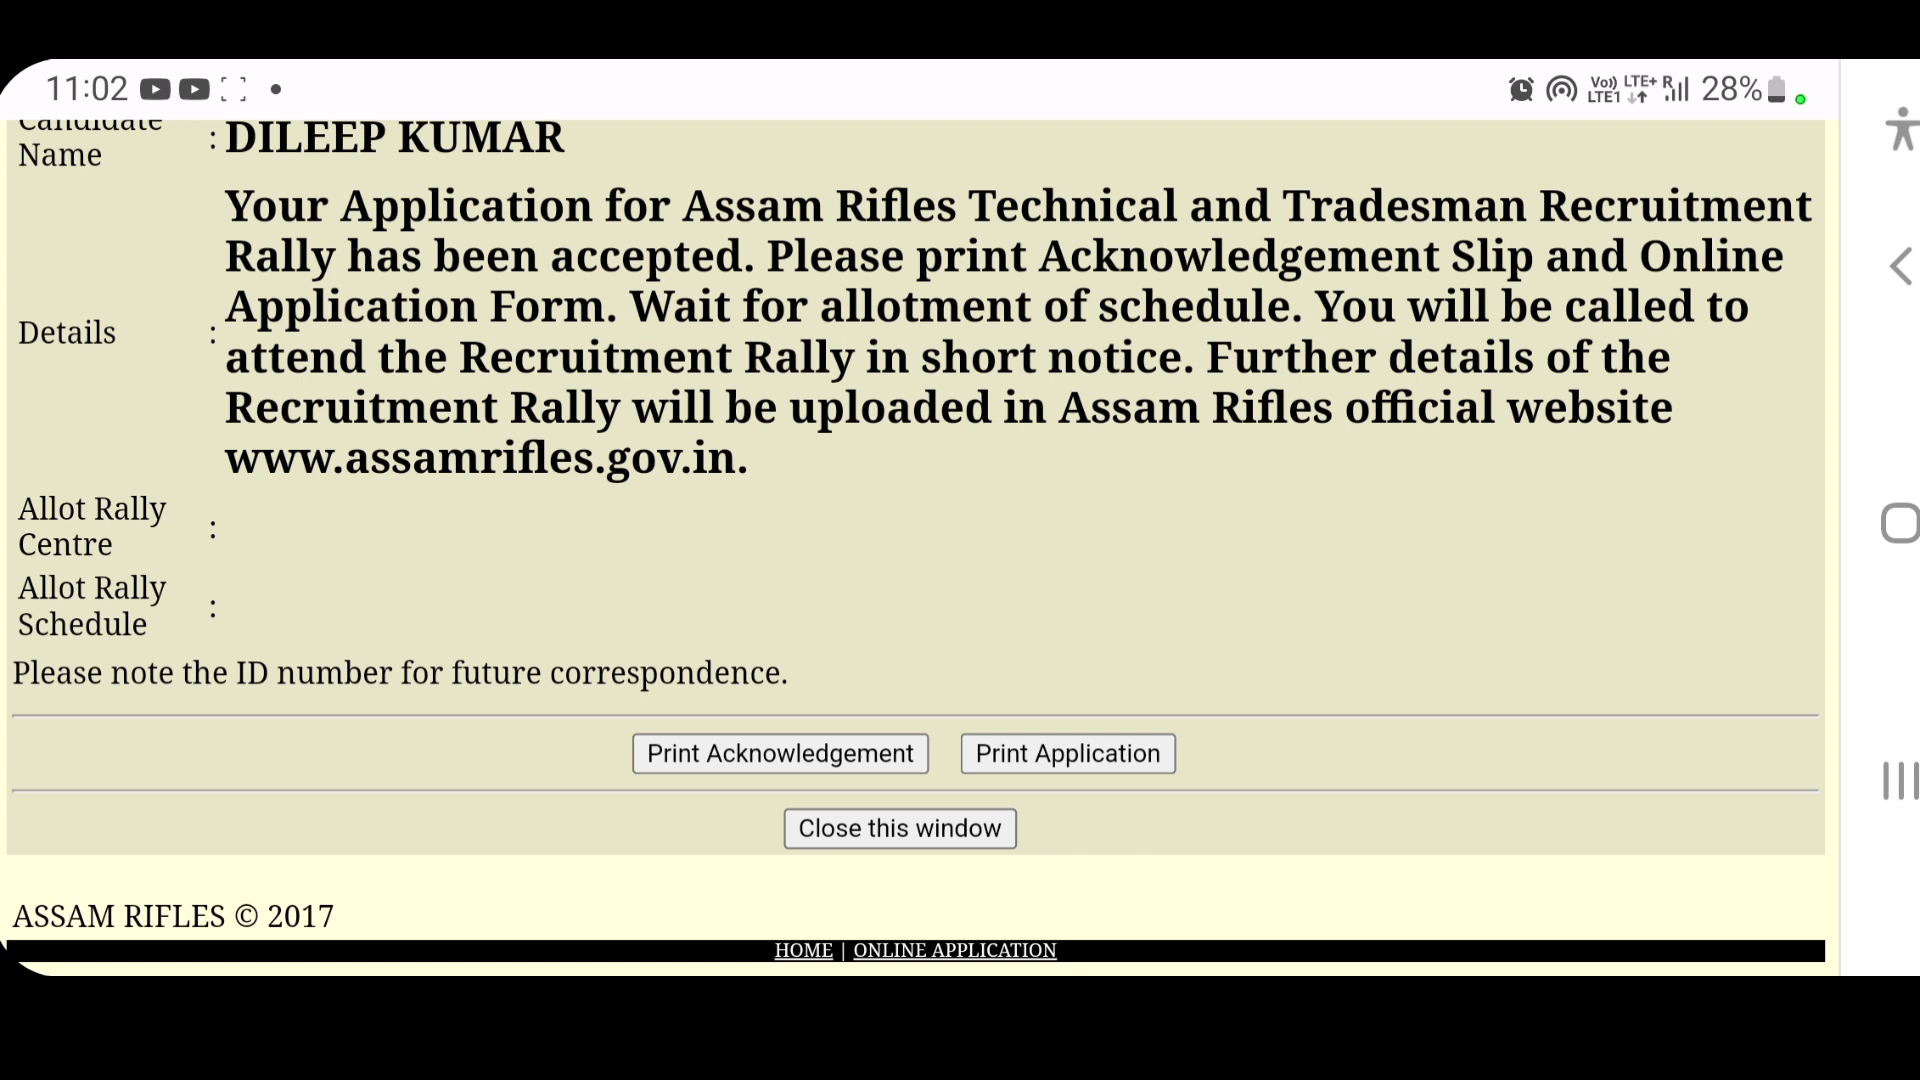 11:02
Vo)) LTE+ R 28%
LTE1
Candidate
Name : DILEEP KUMAR
Your Application for Assam Rifles Technical and Tradesman Recruitment
Rally has been accepted. Please print Acknowledgement Slip and Online
Application Form. Wait for allotment of schedule. You will be called to
Details : attend the Recruitment Rally in short notice. Further details of the
Recruitment Rally will be uploaded in Assam Rifles official website
www.assamrifles.gov.in.
Allot Rally
Centre :
Allot Rally
Schedule :
Please note the ID number for future correspondence.
Print Acknowledgement Print Application
Close this window
ASSAM RIFLES © 2017
HOME | ONLINE APPLICATION